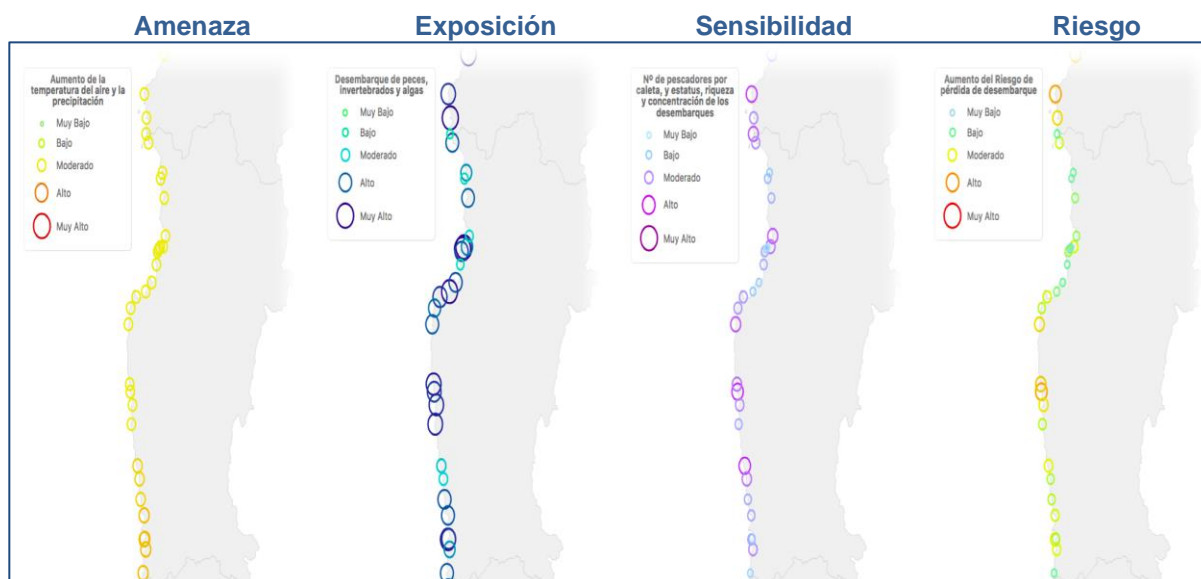 Amenaza
Exposición
Sensibilidad
Riesgo
Aumento de la
temperatura del aire y la
precipitación
Muy Bajo
Bajo
Moderado
Alto
Muy Alto
Desembarque de peces,
invertebrados y algas
Muy Bajo
Bajo
Moderado
Alto
Muy Alto
Nº de pescadores por
caleta, y estatus, riqueza
y concentración de los
desembarques
Muy Bajo
Bajo
Moderado
Alto
Muy Alto
Aumento del Riesgo de
pérdida de desembarque
Muy Bajo
Bajo
Moderado
Alto
Muy Alto